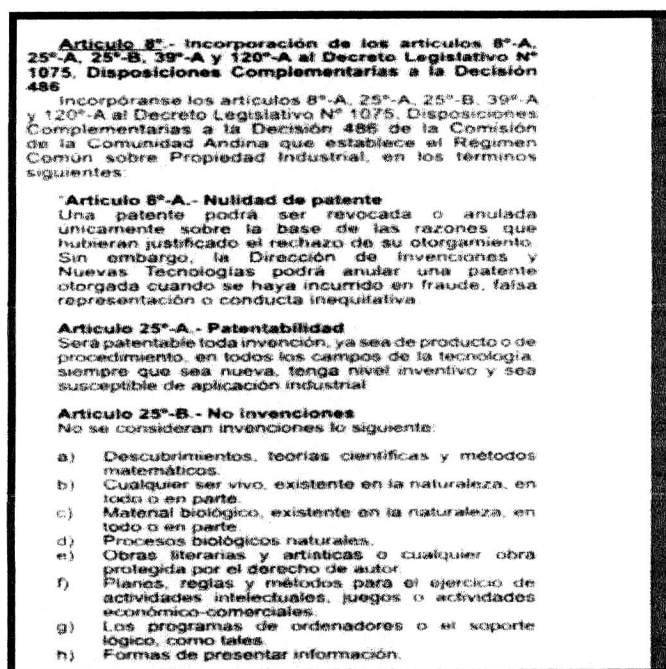 Artículo 8°.- Incorporación de los artículos 8°-A,
25°-A, 25°-B, 39°-A y 120°-A al Decreto Legislativo N°
1075, Disposiciones Complementarias a la Decisión
486
Incorpóranse los artículos 8°-A, 25°-A, 25°-B, 39°-A
y 120°-A al Decreto Legislativo N° 1075, Disposiciones
Complementarias a la Decisión 486 de la Comisión
de la Comunidad Andina que establece el Régimen
Común sobre Propiedad Industrial, en los términos
siguientes:
"Artículo 8°-A.- Nulidad de patente
Una patente podrá ser revocada o anulada
únicamente sobre la base de las razones que
hubieran justificado el rechazo de su otorgamiento.
Sin embargo, la Dirección de Invenciones y
Nuevas Tecnologías podrá anular una patente
otorgada cuando se haya incurrido en fraude, falsa
representación o conducta inequitativa.
Artículo 25°-A.- Patentabilidad
Será patentable toda invención, ya sea de producto o de
procedimiento, en todos los campos de la tecnología,
siempre que sea nueva, tenga nivel inventivo y sea
susceptible de aplicación industrial.
Artículo 25°-B.- No invenciones
No se consideran invenciones lo siguiente:
a) Descubrimientos, teorías científicas y métodos
matemáticos.
b) Cualquier ser vivo, existente en la naturaleza, en
todo o en parte.
c) Material biológico, existente en la naturaleza, en
todo o en parte.
d) Procesos biológicos naturales.
e) Obras literarias y artísticas o cualquier obra
protegida por el derecho de autor.
f) Planes, reglas y métodos para el ejercicio de
actividades intelectuales, juegos o actividades
económico-comerciales.
g) Los programas de ordenadores o el soporte
lógico, como tales.
h) Formas de presentar información.